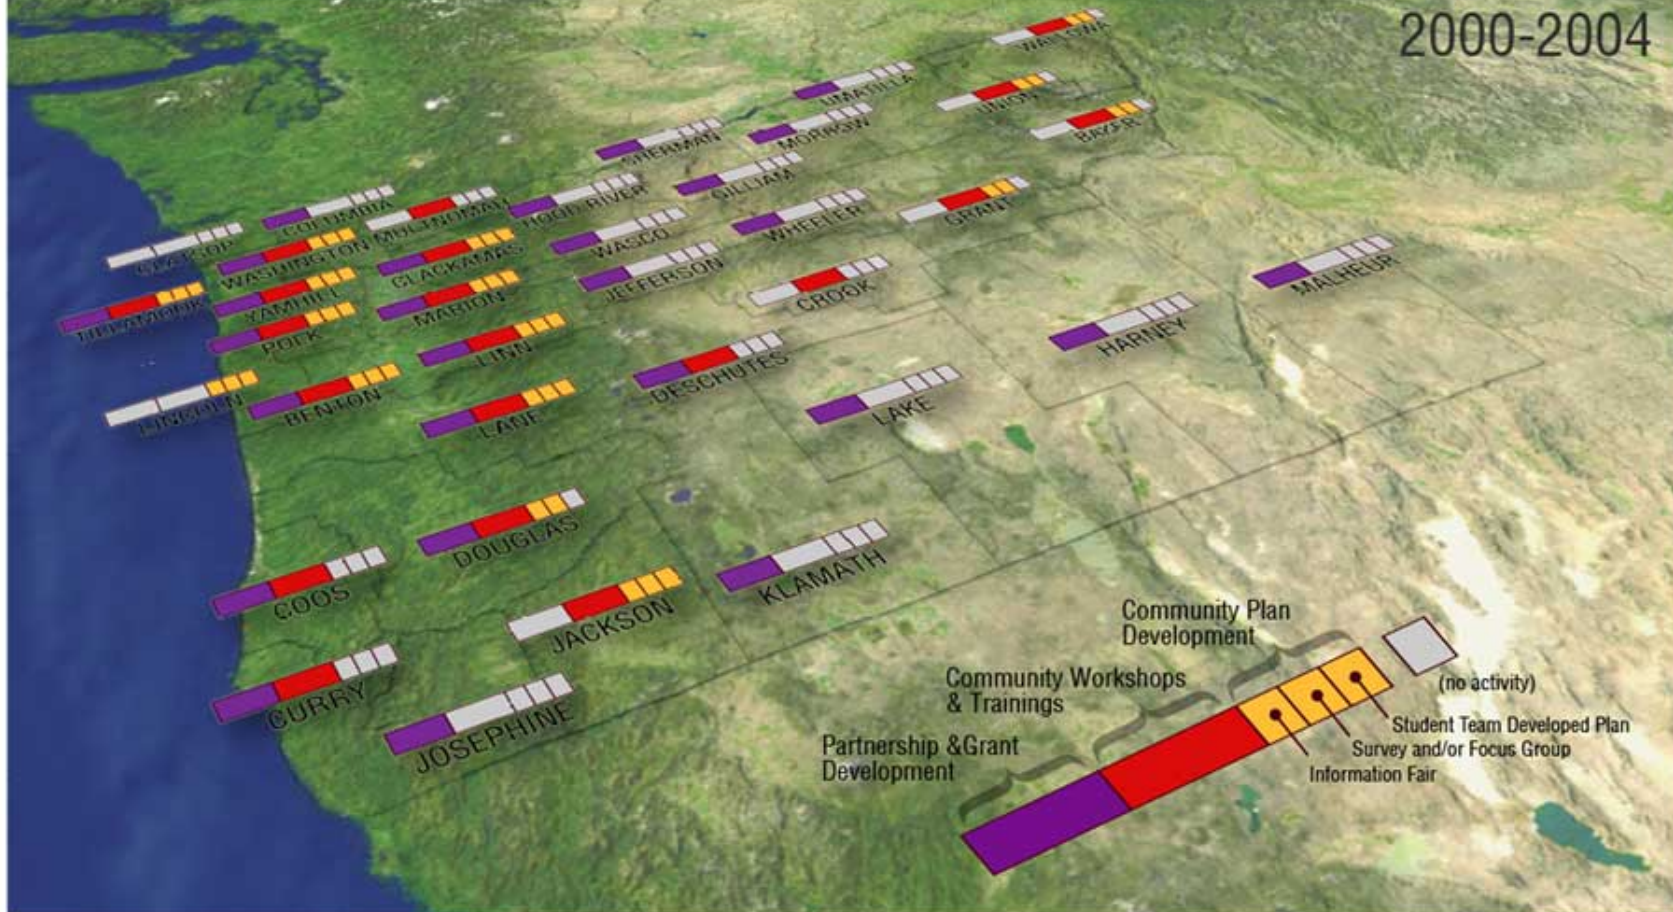 2000-2004
WALLOWA
UMATILLA
UNION
MORROW
BAKER
SHERMAN
GILLIAM
COLUMBIA
MULTNOMAH
HOOD RIVER
WHEELER
GRANT
CLATSOP
WASHINGTON
CLACKAMAS
WASCO
JEFFERSON
MALHEUR
TILLAMOOK
YAMHILL
MARION
CROOK
POLK
LINN
HARNEY
DESCHUTES
LINCOLN
BENTON
LANE
LAKE
DOUGLAS
COOS
JACKSON
KLAMATH
CURRY
JOSEPHINE
Community Plan
Development
Community Workshops
& Trainings
Partnership &Grant
Development
(no activity)
Student Team Developed Plan
Survey and/or Focus Group
Information Fair